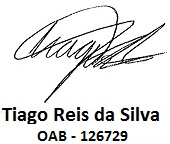 Tiago Reis da Silva
OAB - 126729